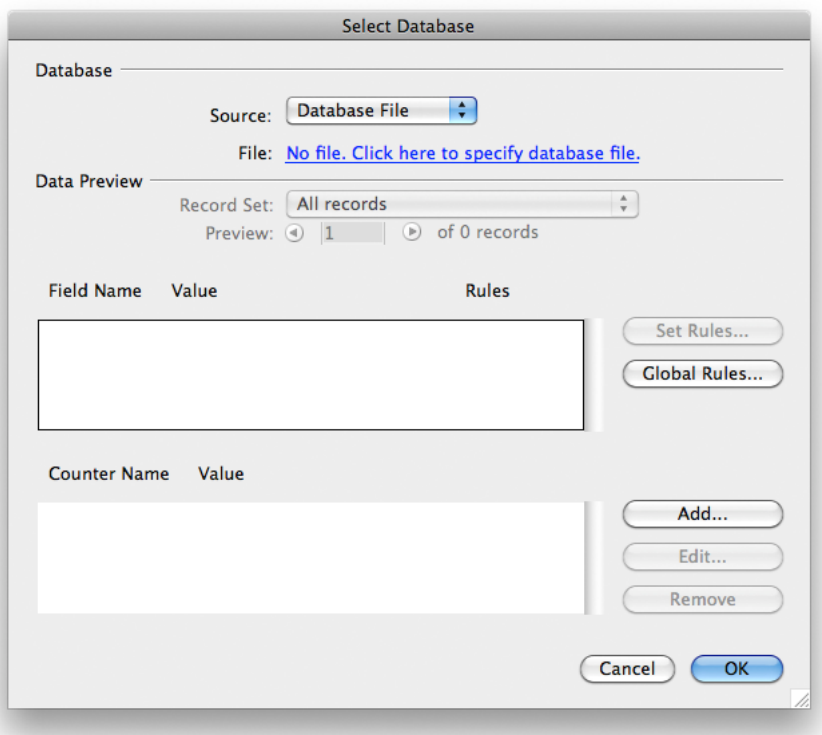 Select Database
Database
Source: Database File
File: No file. Click here to specify database file.
Data Preview
Record Set: All records
Preview: 1 of 0 records
Field Name Value Rules
Set Rules...
Global Rules...
Counter Name Value
Add...
Edit...
Remove
Cancel OK